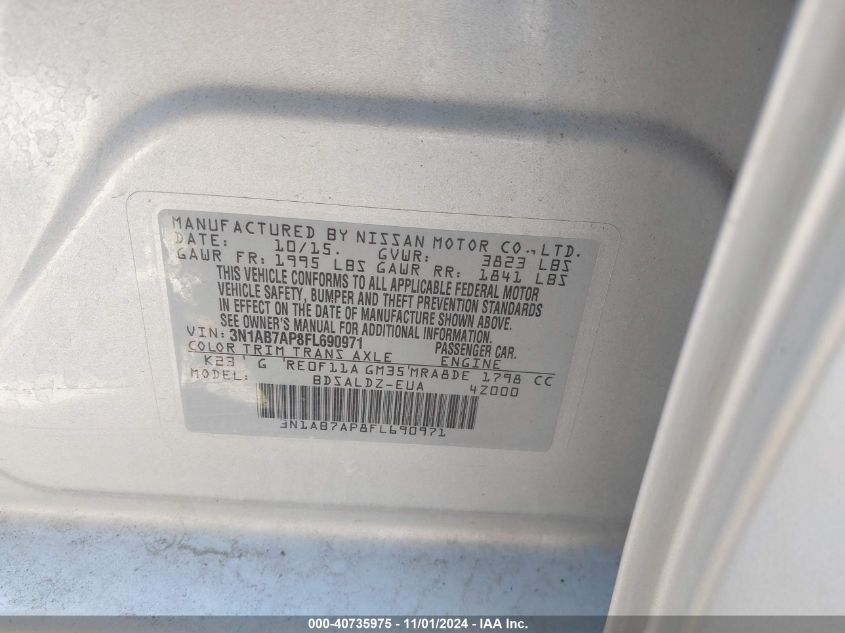 MANUFACTURED BY NISSAN MOTOR CO., LTD.
DATE: 10/15. GVWR: 3823 LBS
GAWR FR: 1995 LBS GAWR RR: 1841 LBS
THIS VEHICLE CONFORMS TO ALL APPLICABLE FEDERAL MOTOR
VEHICLE SAFETY, BUMPER AND THEFT PREVENTION STANDARDS
IN EFFECT ON THE DATE OF MANUFACTURE SHOWN ABOVE.
SEE OWNER'S MANUAL FOR ADDITIONAL INFORMATION.
VIN: 3N1AB7AP8FL690971 PASSENGER CAR.
COLOR TRIM TRANS AXLE ENGINE
K23 G RE0F11A GM35 MRA8DE 1798 CC
MODEL: BDSALDZ-EUA 4Z000
3N1AB7AP8FL690971
000-40735975 - 11/01/2024 - IAA Inc.